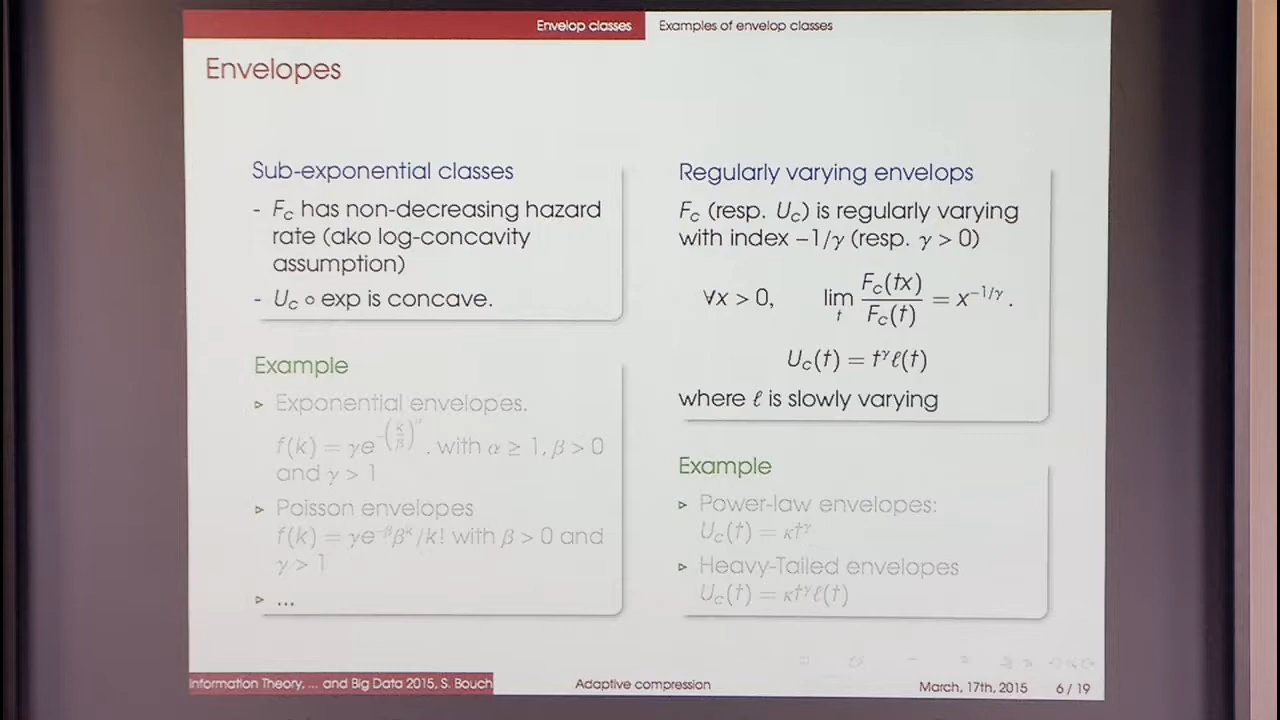 Envelop classes
Examples of envelop classes
Envelopes
Sub-exponential classes
- F_c has non-decreasing hazard
rate (ako log-concavity
assumption)
- U_c ∘ exp is concave.
Example
▹ Exponential envelopes.
f(k) = γe^{-(k/β)^α}. with α ≥ 1, β > 0
and γ > 1
▹ Poisson envelopes
f(k) = γe^{-β}β^k/k! with β > 0 and
γ > 1
▹ ...
Regularly varying envelops
F_c (resp. U_c) is regularly varying
with index −1/γ (resp. γ > 0)
∀x > 0, lim_t F_c(tx)/F_c(t) = x^{-1/γ}.
U_c(t) = t^γ ℓ(t)
where ℓ is slowly varying
Example
▹ Power-law envelopes:
U_c(t) = κt^γ
▹ Heavy-Tailed envelopes
U_c(t) = κt^γ ℓ(t)
Information Theory, ... and Big Data 2015, S. Bouch
Adaptive compression
March, 17th, 2015
6 / 19